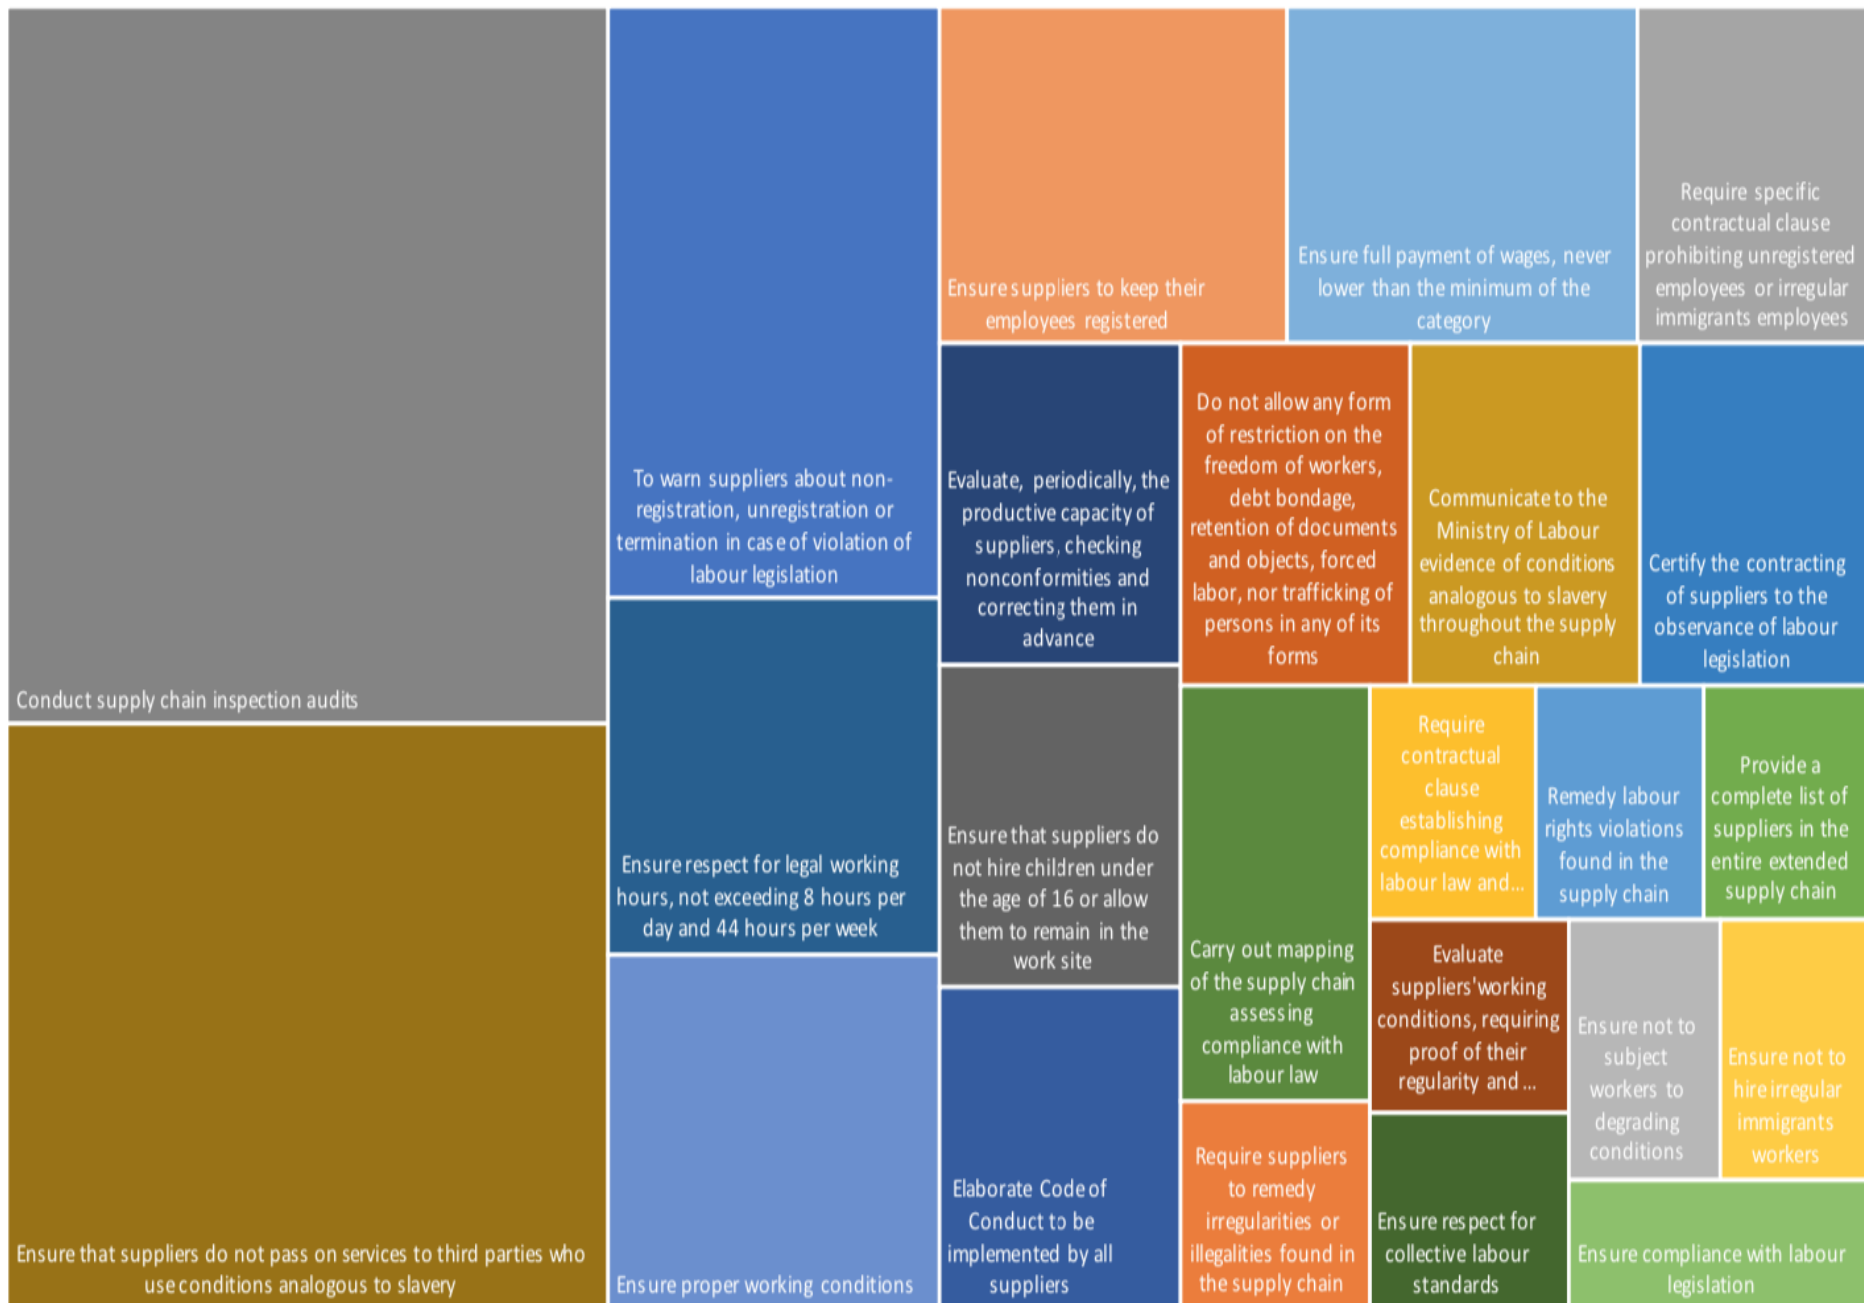 Conduct supply chain inspection audits
Ensure that suppliers do not pass on services to third parties who
use conditions analogous to slavery
To warn suppliers about non-
registration, unregistration or
termination in case of violation of
labour legislation
Ensure respect for legal working
hours, not exceeding 8 hours per
day and 44 hours per week
Ensure proper working conditions
Ensure suppliers to keep their
employees registered
Ensure full payment of wages, never
lower than the minimum of the
category
Require specific
contractual clause
prohibiting unregistered
employees or irregular
immigrants employees
Evaluate, periodically, the
productive capacity of
suppliers, checking
nonconformities and
correcting them in
advance
Ensure that suppliers do
not hire children under
the age of 16 or allow
them to remain in the
work site
Elaborate Code of
Conduct to be
implemented by all
suppliers
Do not allow any form
of restriction on the
freedom of workers,
debt bondage,
retention of documents
and objects, forced
labor, nor trafficking of
persons in any of its
forms
Communicate to the
Ministry of Labour
evidence of conditions
analogous to slavery
throughout the supply
chain
Certify the contracting
of suppliers to the
observance of labour
legislation
Carry out mapping
of the supply chain
assessing
compliance with
labour law
Require suppliers
to remedy
irregularities or
illegalities found in
the supply chain
Require
contractual
clause
establishing
compliance with
labour law and...
Remedy labour
rights violations
found in the
supply chain
Provide a
complete list of
suppliers in the
entire extended
supply chain
Evaluate
suppliers'working
conditions, requiring
proof of their
regularity and ...
Ensure respect for
collective labour
standards
Ensure not to
subject
workers to
degrading
conditions
Ensure not to
hire irregular
immigrants
workers
Ensure compliance with labour
legislation